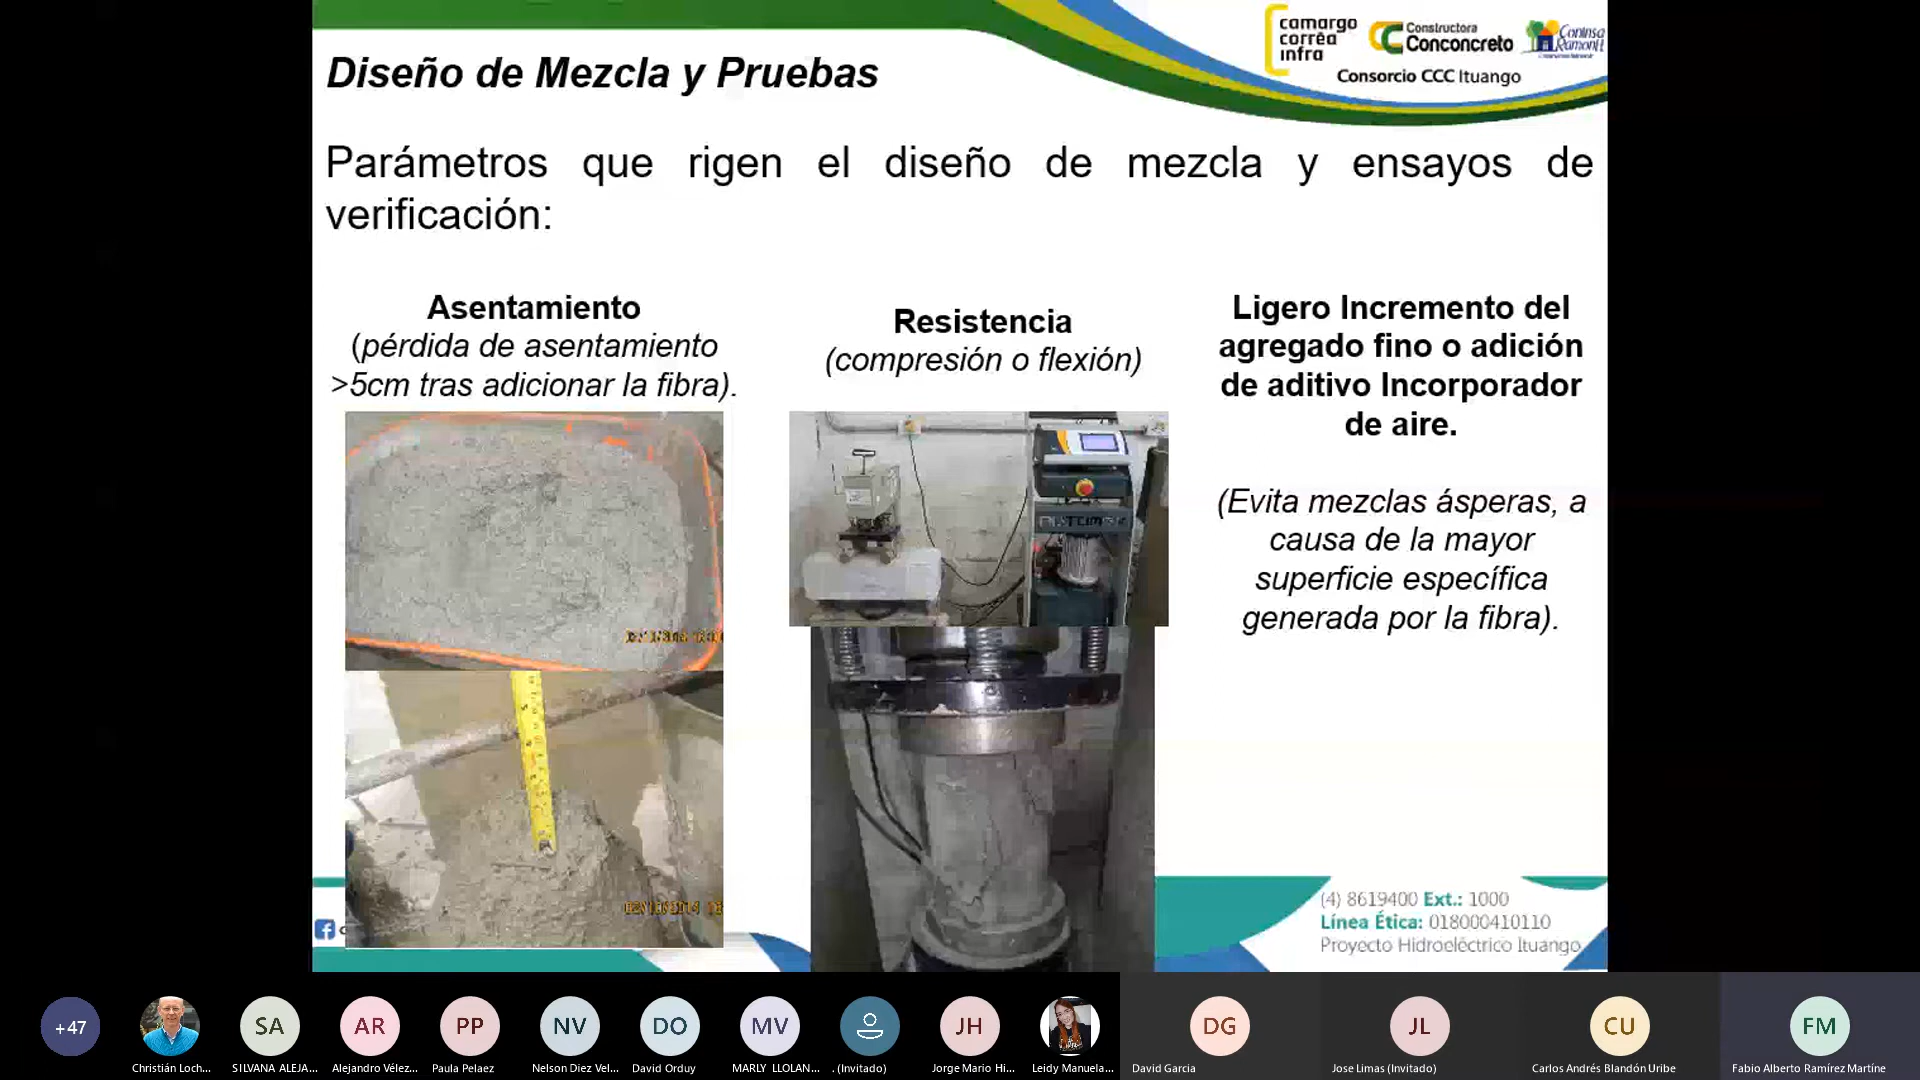 camargo
corrêa
infra
Constructora
Conconcreto
Coninsa
Ramon H
Consorcio CCC Ituango
Diseño de Mezcla y Pruebas
Parámetros que rigen el diseño de mezcla y ensayos de
verificación:
Asentamiento
(pérdida de asentamiento
>5cm tras adicionar la fibra).
Resistencia
(compresión o flexión)
Ligero Incremento del
agregado fino o adición
de aditivo Incorporador
de aire.
(Evita mezclas ásperas, a
causa de la mayor
superficie específica
generada por la fibra).
(4) 8619400 Ext.: 1000
Línea Ética: 018000410110
Proyecto Hidroeléctrico Ituango
+47
SA
AR
PP
NV
DO
MV
JH
DG
JL
CU
FM
Christián Loch...
SILVANA ALEJA...
Alejandro Vélez...
Paula Pelaez
Nelson Diez Vel...
David Orduy
MARLY LLOLAN...
. (Invitado)
Jorge Mario Hi...
Leidy Manuela...
David Garcia
Jose Limas (Invitado)
Carlos Andrés Blandón Uribe
Fabio Alberto Ramírez Martíne